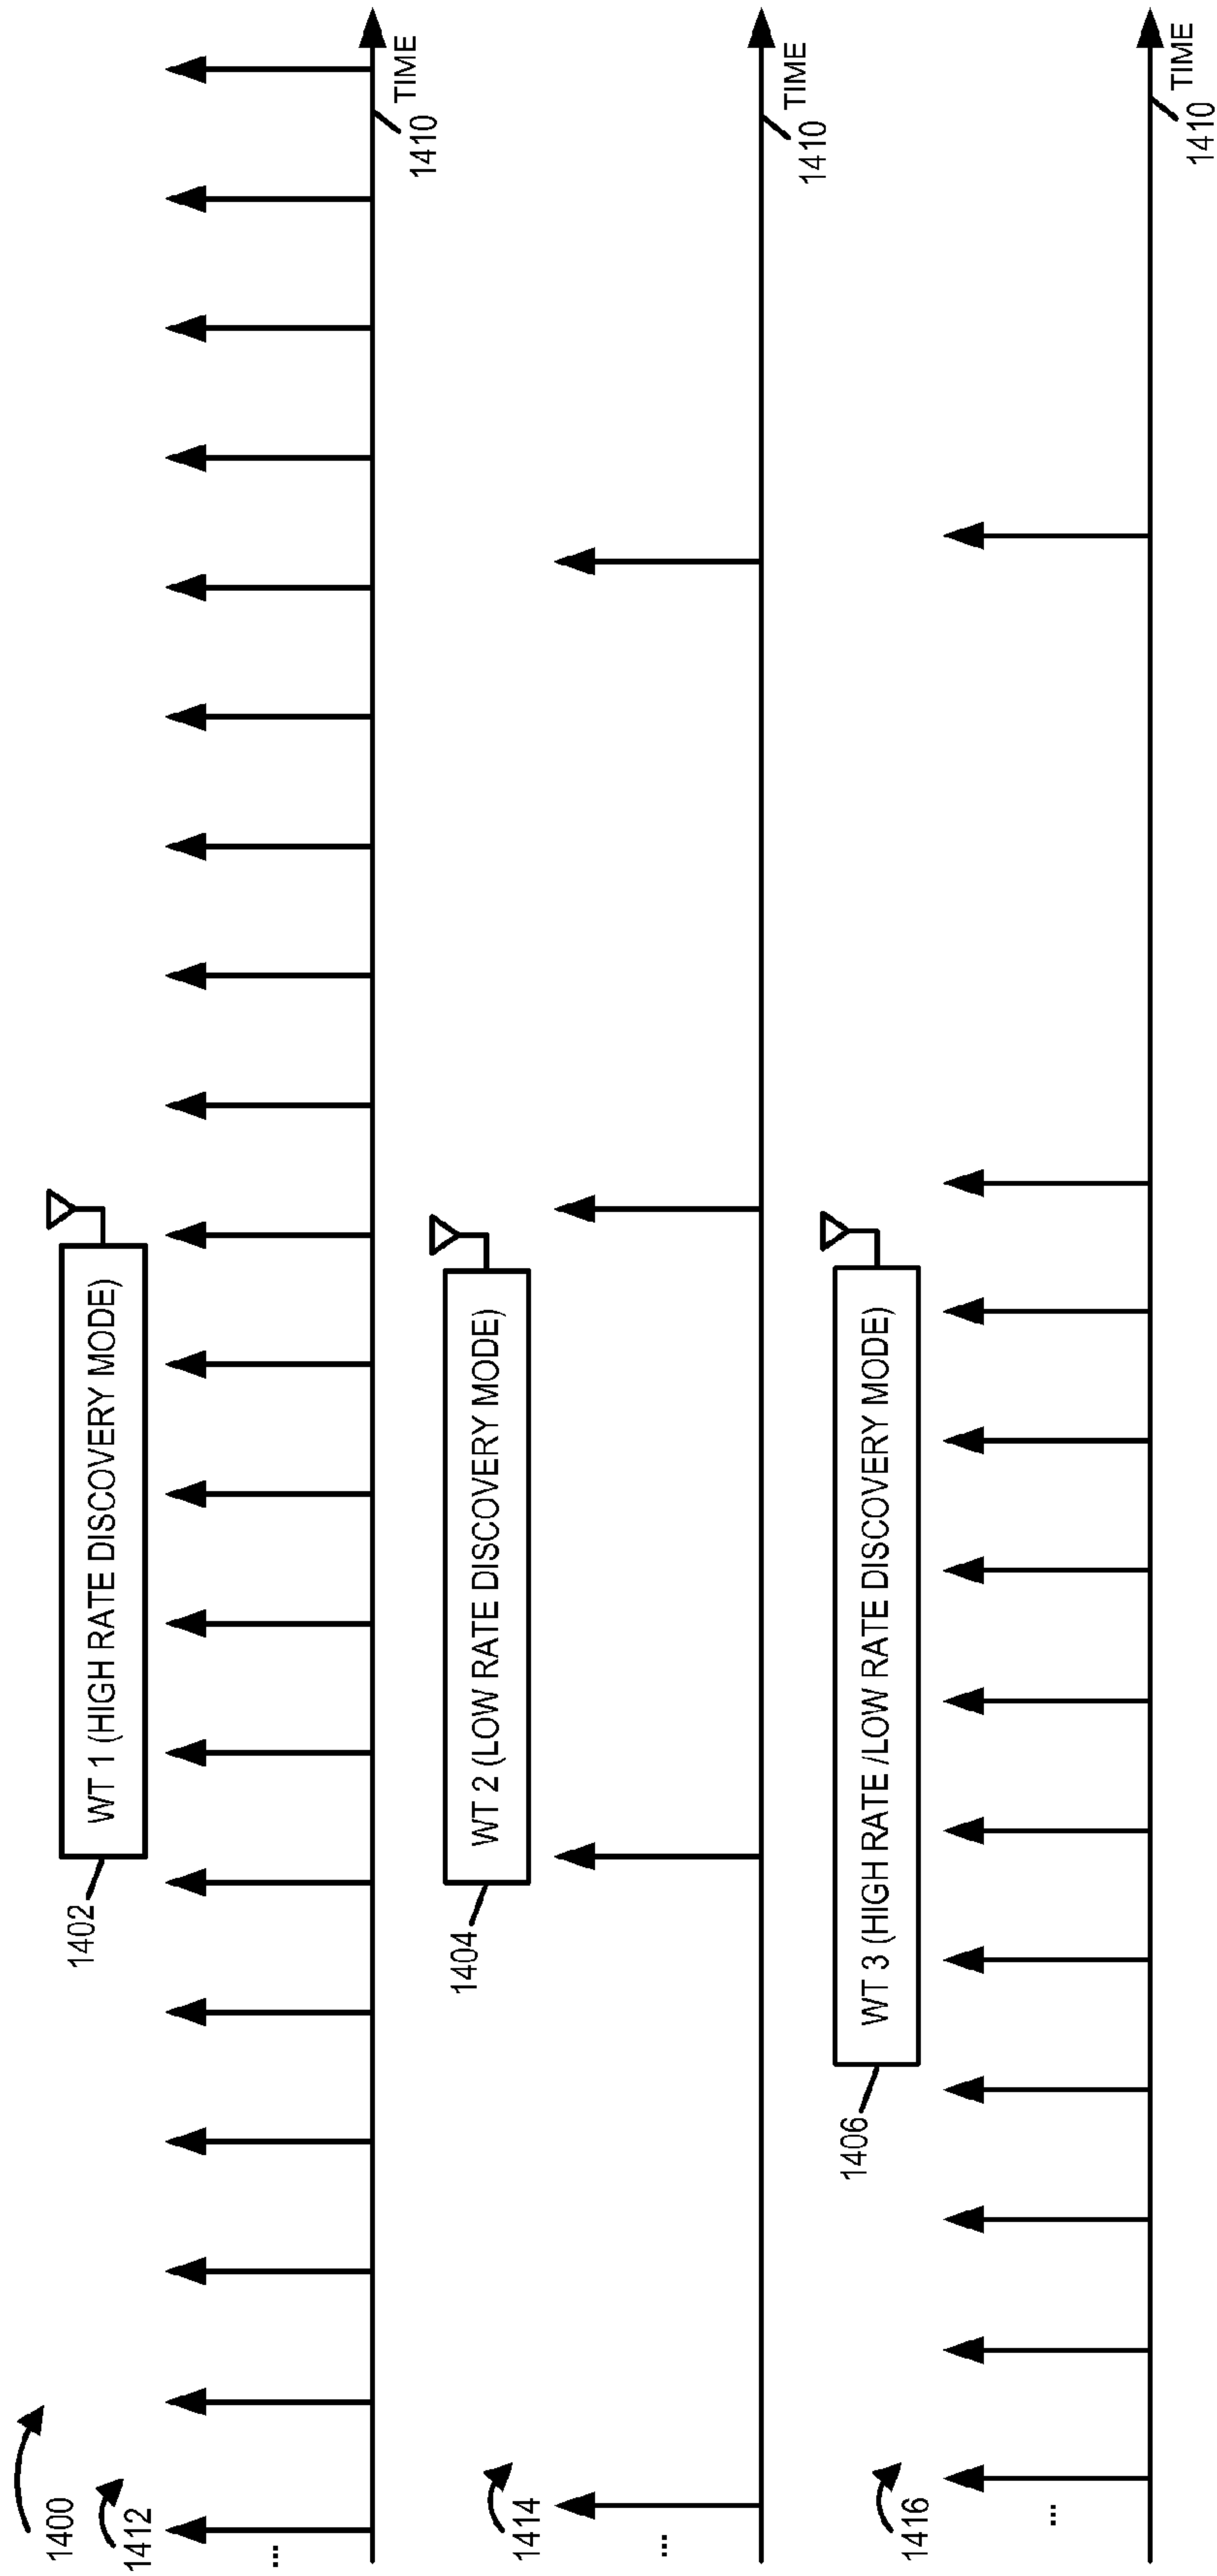 1400
1402
WT 1 (HIGH RATE DISCOVERY MODE)
1412
...
TIME
1410
1404
WT 2 (LOW RATE DISCOVERY MODE)
1414
...
TIME
1410
1406
WT 3 (HIGH RATE /LOW RATE DISCOVERY MODE)
1416
...
TIME
1410